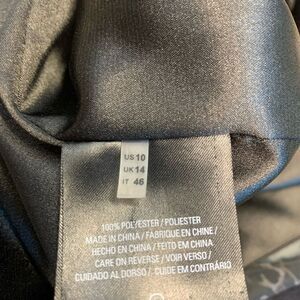 US 10
UK 14
IT 46
100% POLYESTER / POLIESTER
MADE IN CHINA / FABRIQUE EN CHINE /
HECHO EN CHINA / FEITO EM CHINA
CARE ON REVERSE / VOIR VERSO /
CUIDADO AL DORSO / CUIDE EM CONTRÁRIO